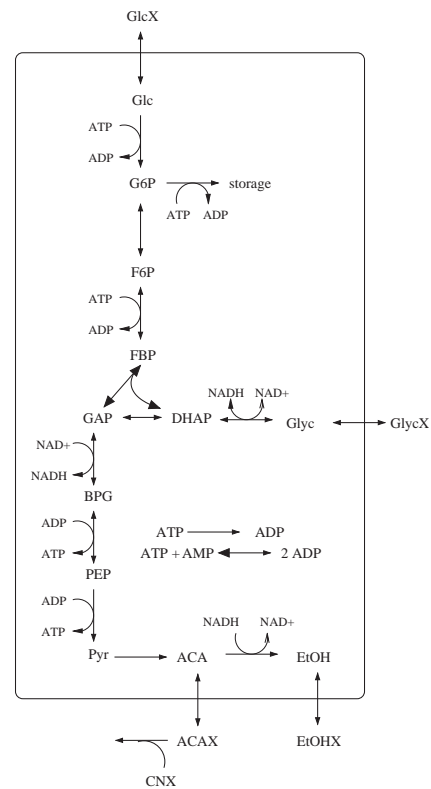 GlcX
Glc
ATP
ADP
G6P
storage
ATP ADP
F6P
ATP
ADP
FBP
NADH NAD+
GAP DHAP Glyc GlycX
NAD+
NADH
BPG
ADP
ATP
ATP ADP
ATP + AMP 2 ADP
PEP
ADP
ATP
NADH NAD+
Pyr ACA EtOH
ACAX EtOHX
CNX